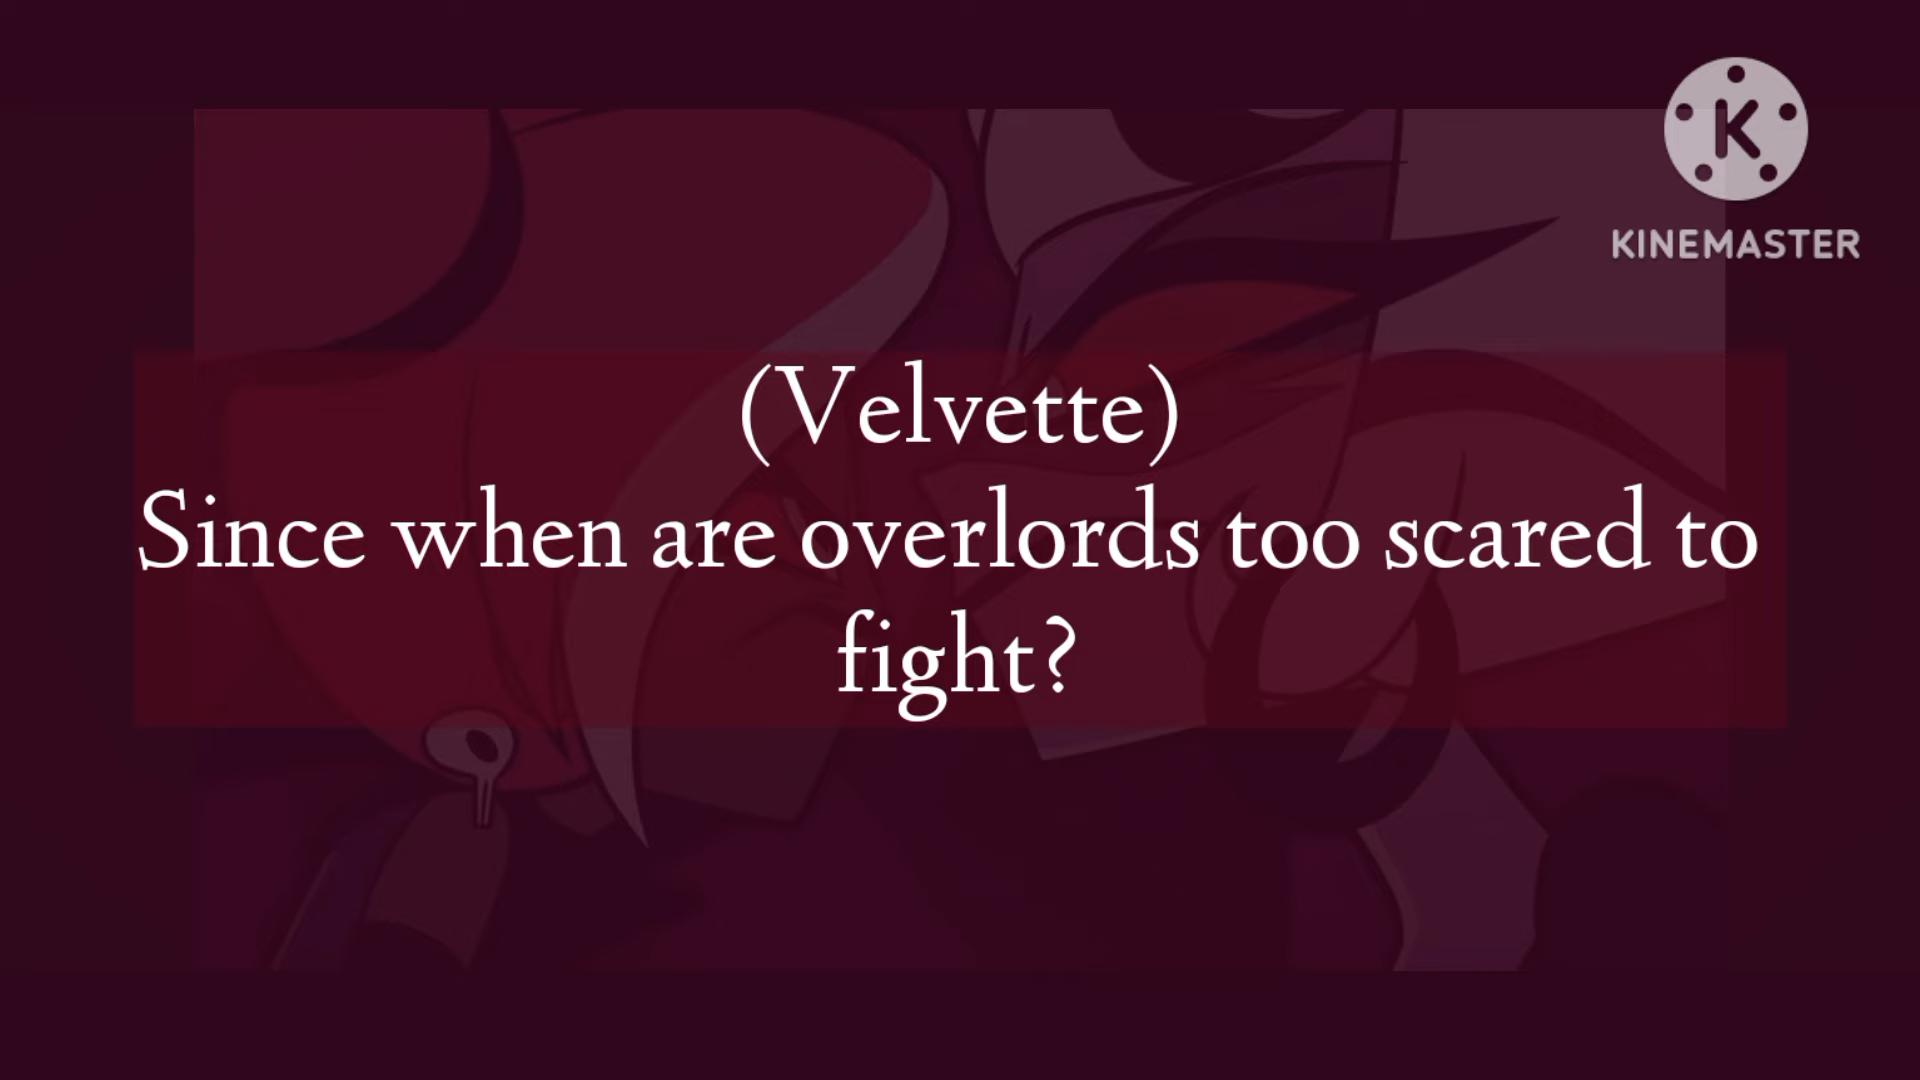 KINEMASTER
(Velvette)
Since when are overlords too scared to
fight?